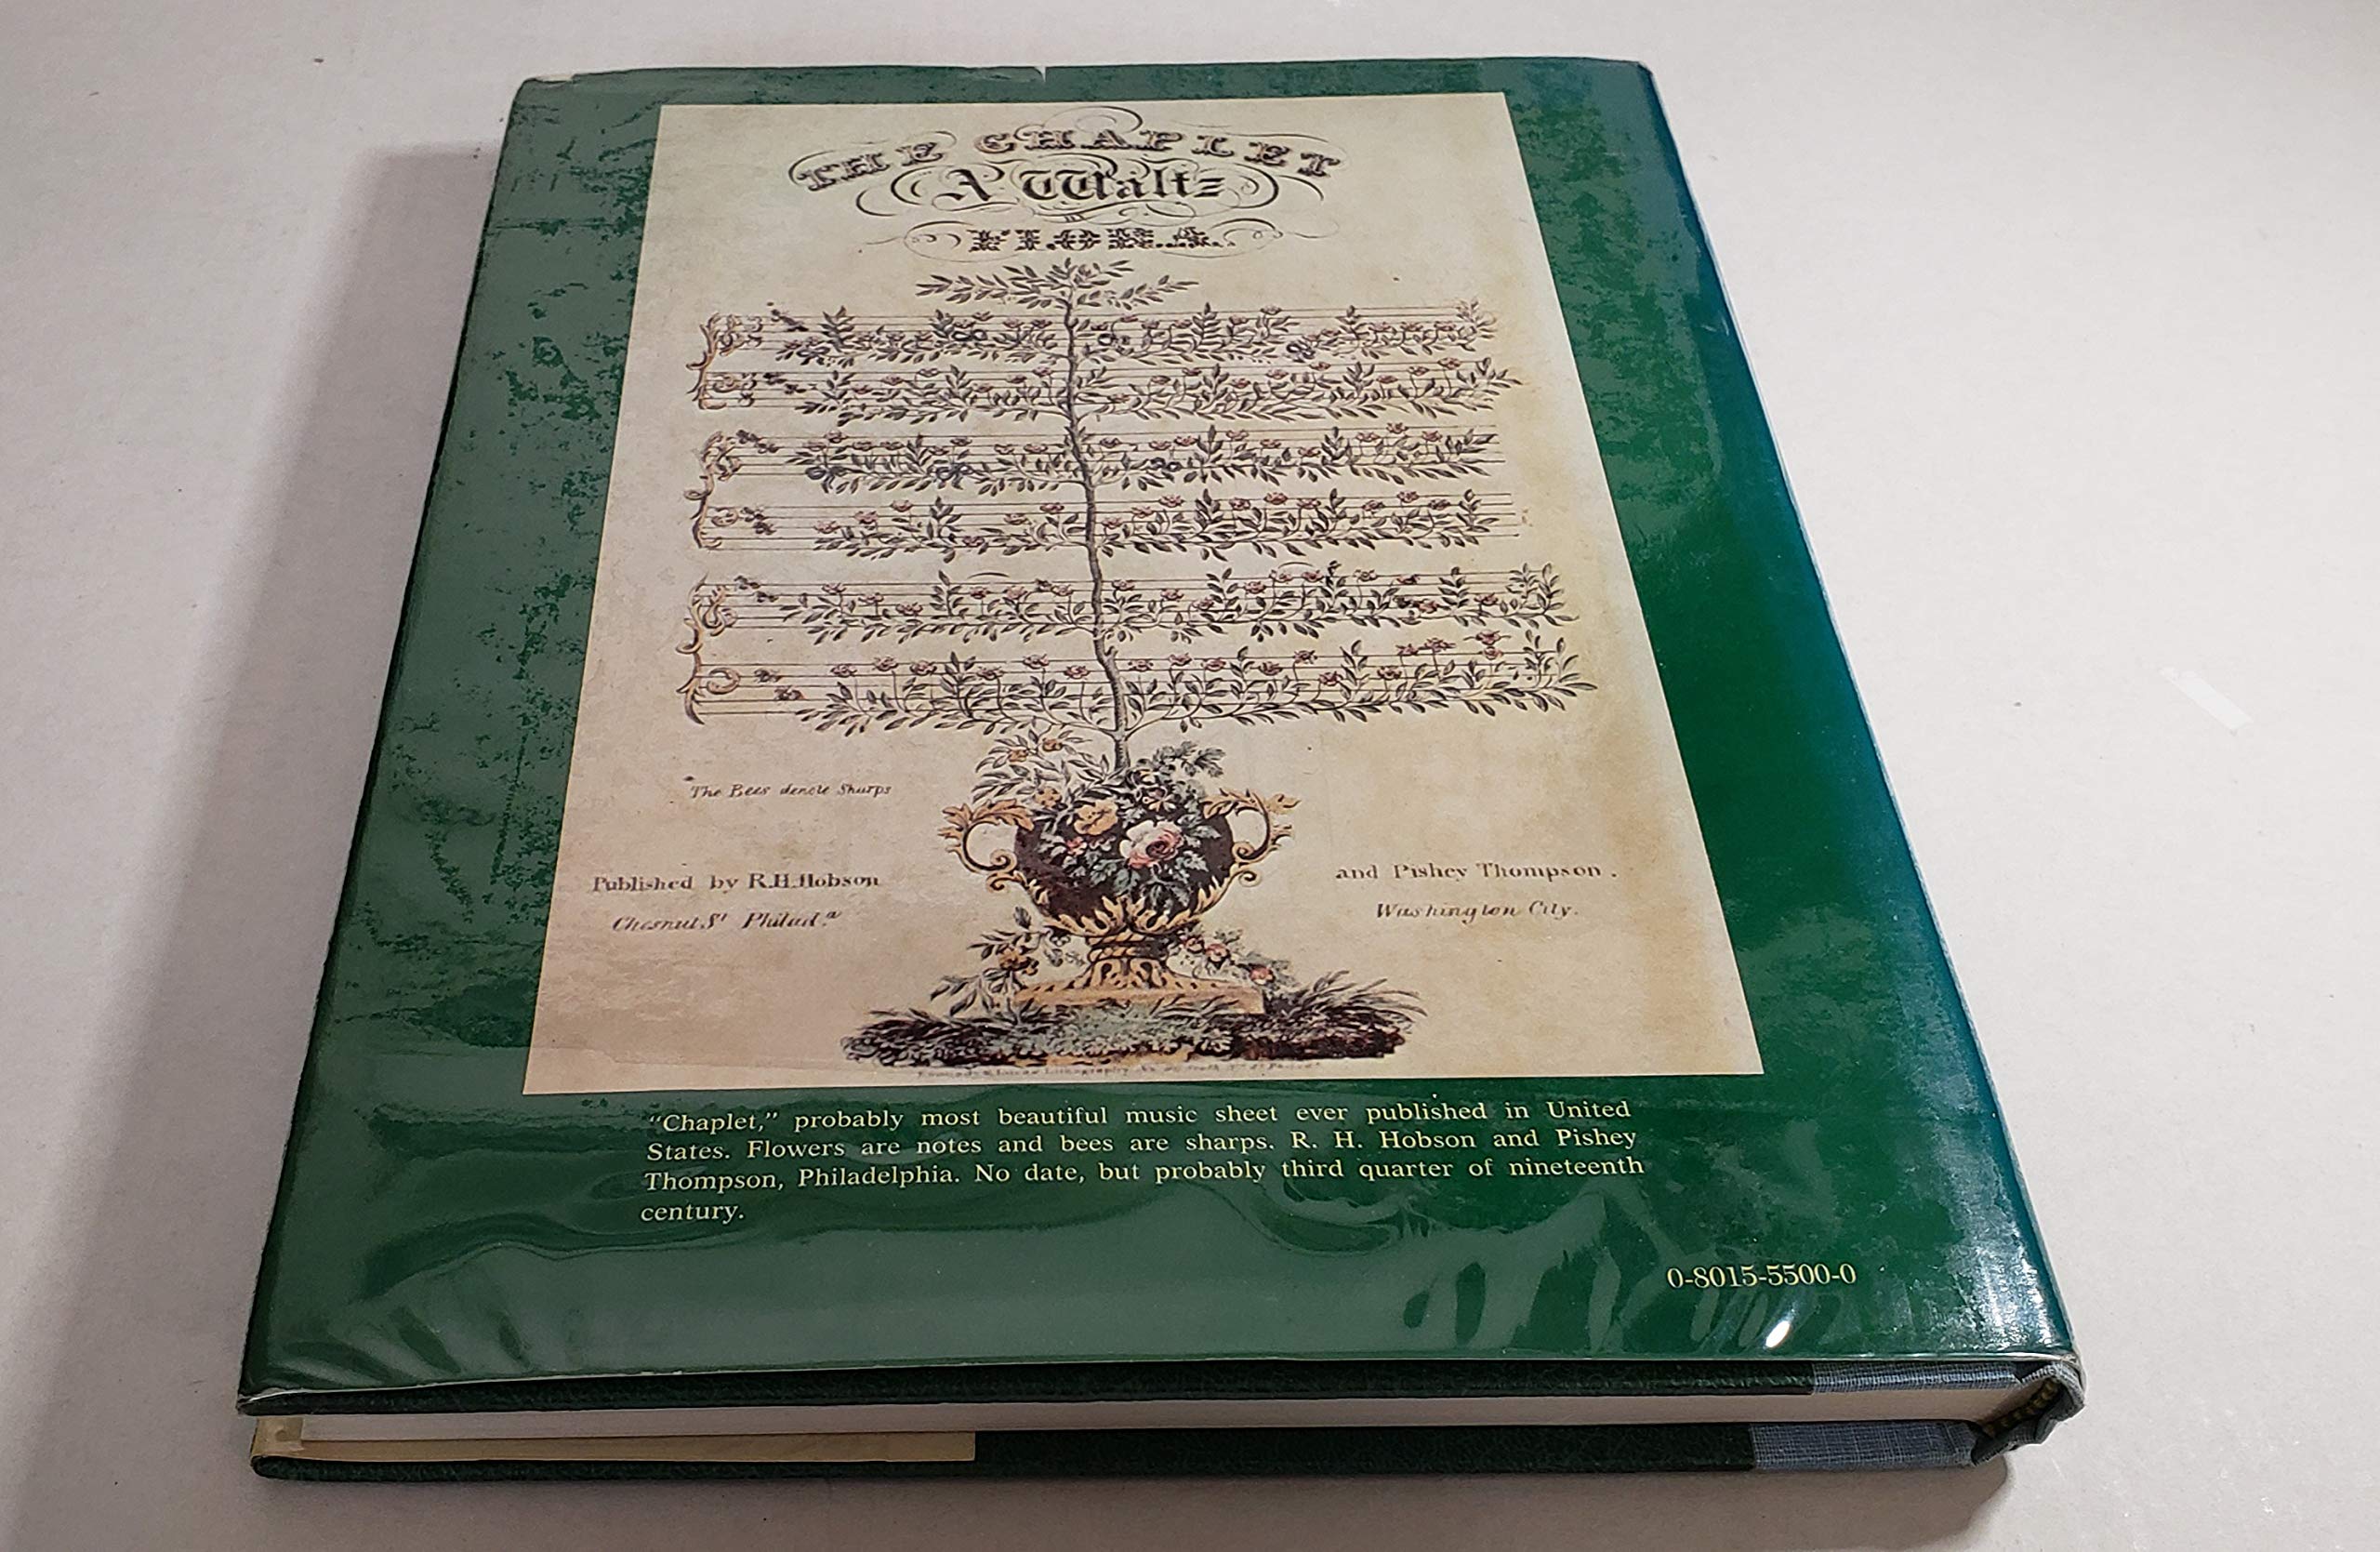 THE CHAPLET
A Waltz
BY
FLORA.
*The Bees denote Sharps
Published by R.H.Hobson
Chesnut St Philad.a
and Pishey Thompson.
Washington City.
"Chaplet," probably most beautiful music sheet ever published in United
States. Flowers are notes and bees are sharps. R. H. Hobson and Pishey
Thompson, Philadelphia. No date, but probably third quarter of nineteenth
century.
0-8015-5500-0